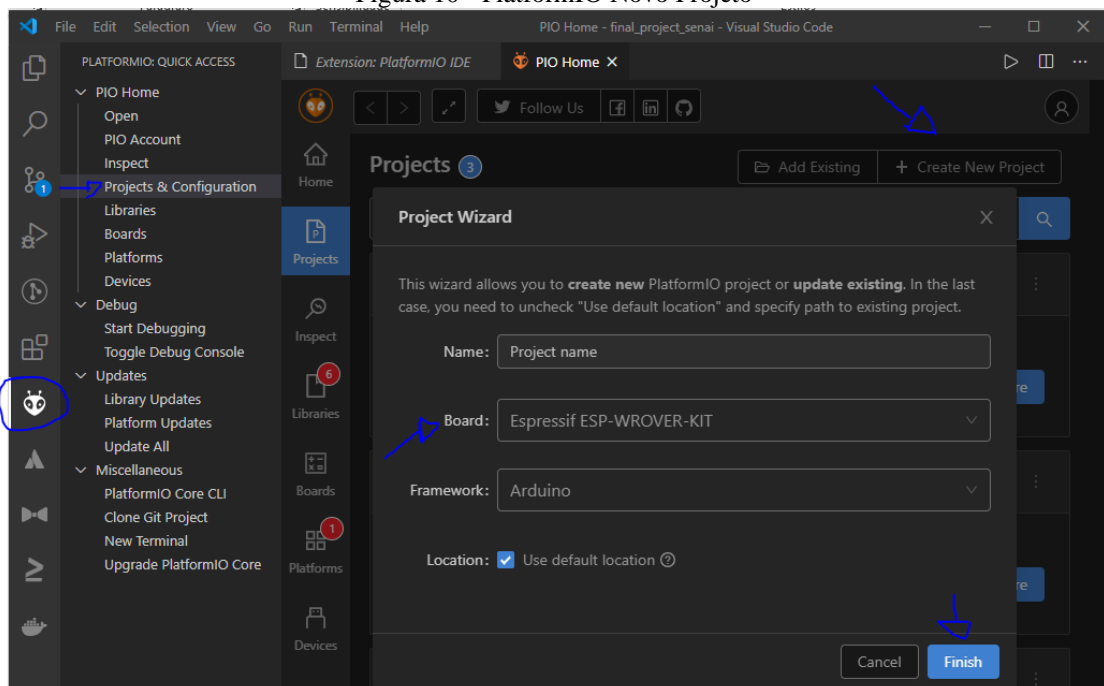 Figura 10 - PlatformIO Novo Projeto
File Edit Selection View Go Run Terminal Help
PIO Home - final_project_senai - Visual Studio Code
PLATFORMIO: QUICK ACCESS
PIO Home
Open
PIO Account
Inspect
Projects & Configuration
Libraries
Boards
Platforms
Devices
Debug
Start Debugging
Toggle Debug Console
Updates
Library Updates
Platform Updates
Update All
Miscellaneous
PlatformIO Core CLI
Clone Git Project
New Terminal
Upgrade PlatformIO Core
1
Extension: PlatformIO IDE
PIO Home
Follow Us
Home
Projects
Inspect
6
Libraries
Boards
1
Platforms
Devices
Projects 3
Add Existing
+ Create New Project
Project Wizard
This wizard allows you to create new PlatformIO project or update existing. In the last
case, you need to uncheck "Use default location" and specify path to existing project.
Name: Project name
Board: Espressif ESP-WROVER-KIT
Framework: Arduino
Location: Use default location
Cancel Finish